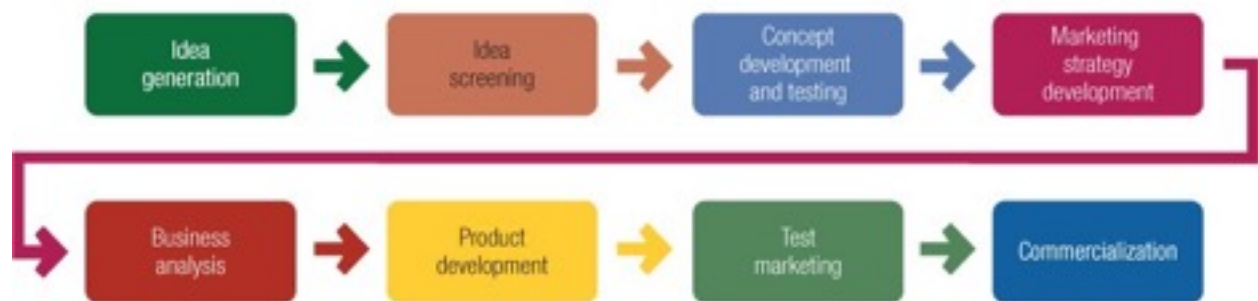 Idea
generation
Idea
screening
Concept
development
and testing
Marketing
strategy
development
Business
analysis
Product
development
Test
marketing
Commercialization